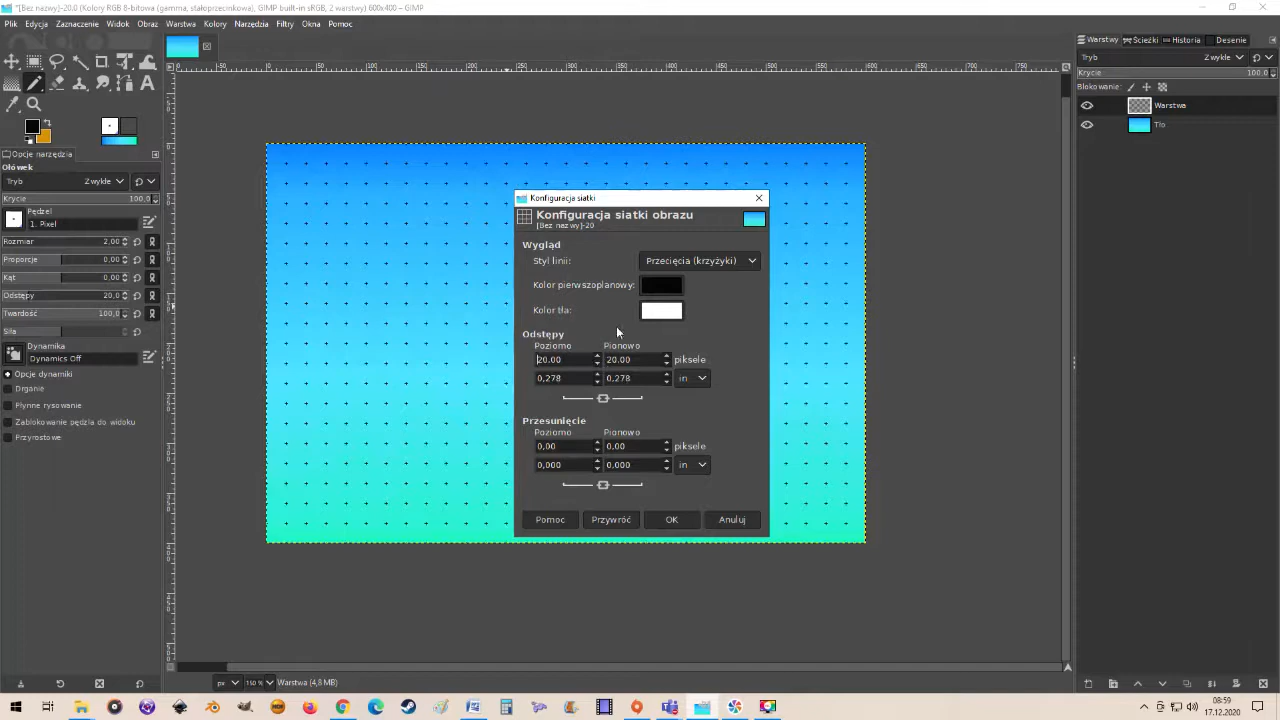 *[Bez nazwy]-20.0 (Kolory RGB 8-bitowa (gamma, stałoprzecinkowa), GIMP built-in sRGB, 2 warstwy) 600x400 – GIMP
Plik Edycja Zaznaczenie Widok Obraz Warstwa Kolory Narzędzia Filtry Okna Pomoc
Warstwy Ścieżki Historia Desenie
Tryb Zwykłe
Krycie 100,0
Blokowanie:
Warstwa
Tło
Opcje narzędzia
Ołówek
Tryb Zwykłe
Krycie 100,0
Pędzel
1. Pixel
Rozmiar 2,00
Proporcje 0,00
Kąt 0,00
Odstępy 20,0
Twardość 100,0
Siła
Dynamika
Dynamics Off
Opcje dynamiki
Drganie
Płynne rysowanie
Zablokowanie pędzla do widoku
Przyrostowe
Konfiguracja siatki
Konfiguracja siatki obrazu
[Bez nazwy]-20
Wygląd
Styl linii: Przecięcia (krzyżyki)
Kolor pierwszoplanowy:
Kolor tła:
Odstępy
Poziomo Pionowo
20,00 20,00 piksele
0,278 0,278 in
Przesunięcie
Poziomo Pionowo
0,00 0,00 piksele
0,000 0,000 in
Pomoc Przywróć OK Anuluj
px 150 % Warstwa (4,8 MB)
08:59
17.12.2020